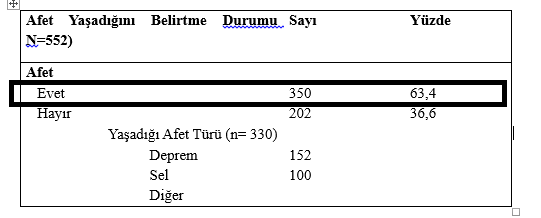 Afet Yaşadığını Belirtme Durumu Sayı Yüzde
N=552)
Afet
Evet 350 63,4
Hayır 202 36,6
Yaşadığı Afet Türü (n= 330)
Deprem 152
Sel 100
Diğer